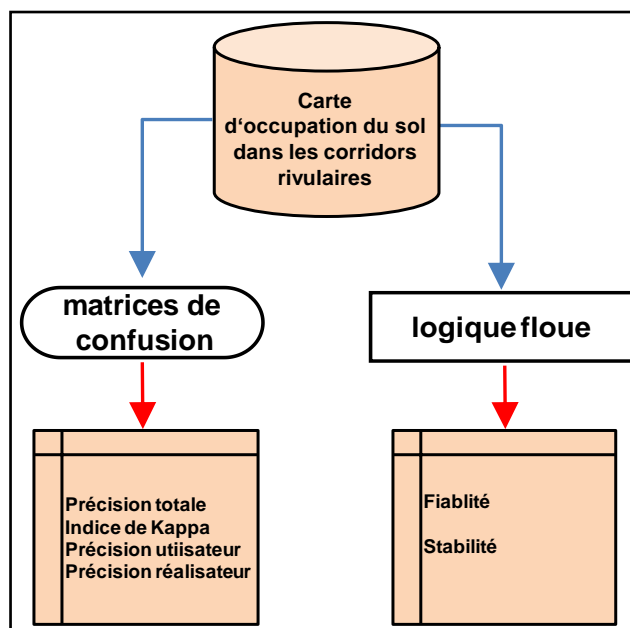 Carte
d‘occupation du sol
dans les corridors
rivulaires
matrices de
confusion
logique floue
Précision totale
Indice de Kappa
Précision utiisateur
Précision réalisateur
Fiablité
Stabilité